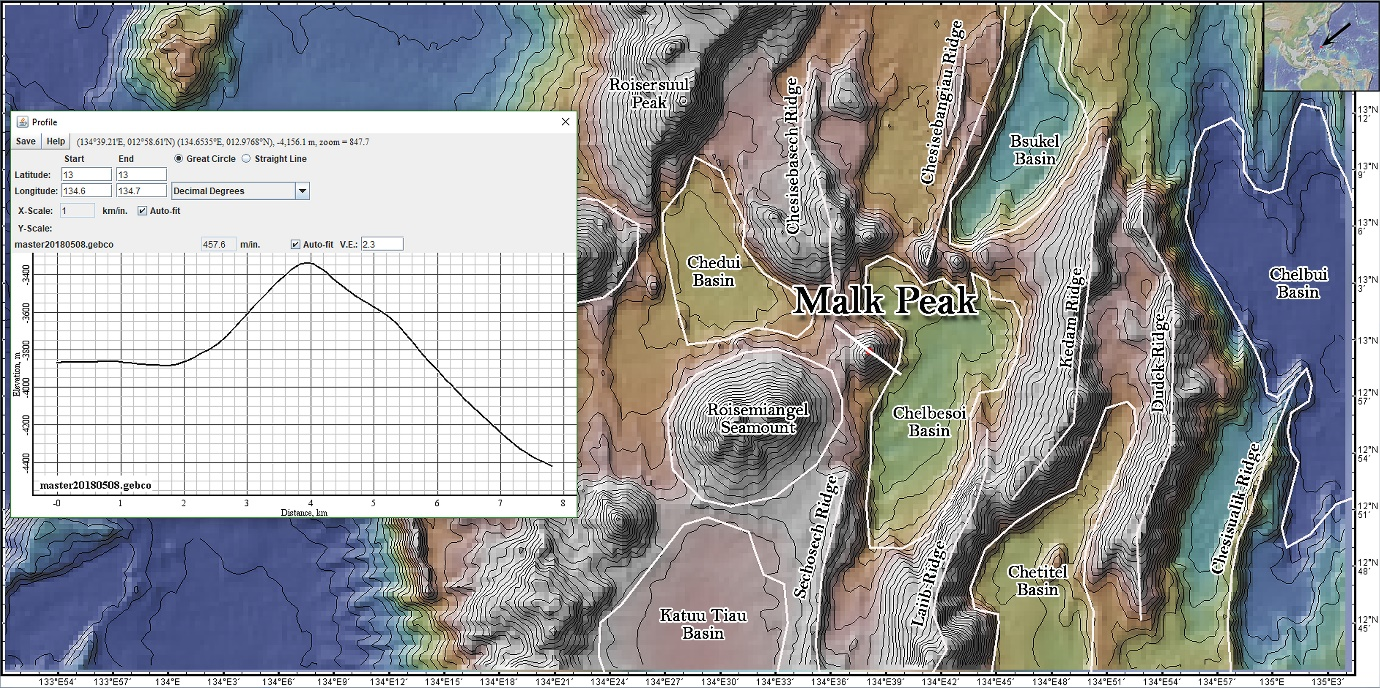 Profile
Save Help (134°39.21'E, 012°58.61'N) (134.6535°E, 012.9768°N), -4,156.1 m, zoom = 847.7
Start End Great Circle Straight Line
Latitude: 13 13
Longitude: 134.6 134.7 Decimal Degrees
X-Scale: 1 km/in. Auto-fit
Y-Scale:
master20180508.gebco 457.6 m/in. Auto-fit V.E.: 2.3
Elevation, m
-3400
-3600
-3800
-4000
-4200
-4400
master20180508.gebco
-0 1 2 3 4 5 6 7 8
Distance, km
Roisersuul
Peak
Chesisebasech Ridge
Chesisebangiau Ridge
Bsukel
Basin
Chedui
Basin
Malk Peak
Kedam Ridge
Dudek Ridge
Chelbui
Basin
Roisemiangel
Seamount
Chelbesoi
Basin
Sechosech Ridge
Laiib Ridge
Chesisualik Ridge
Katuu Tiau
Basin
Chetitel
Basin
13°N
12'
13°N
9'
13°N
6'
13°N
3'
13°N
12°N
57'
12°N
54'
12°N
51'
12°N
48'
12°N
45'
133°E54' 133°E57' 134°E 134°E3' 134°E6' 134°E9' 134°E12' 134°E15' 134°E18' 134°E21' 134°E24' 134°E27' 134°E30' 134°E33' 134°E36' 134°E39' 134°E42' 134°E45' 134°E48' 134°E51' 134°E54' 134°E57' 135°E 135°E3'